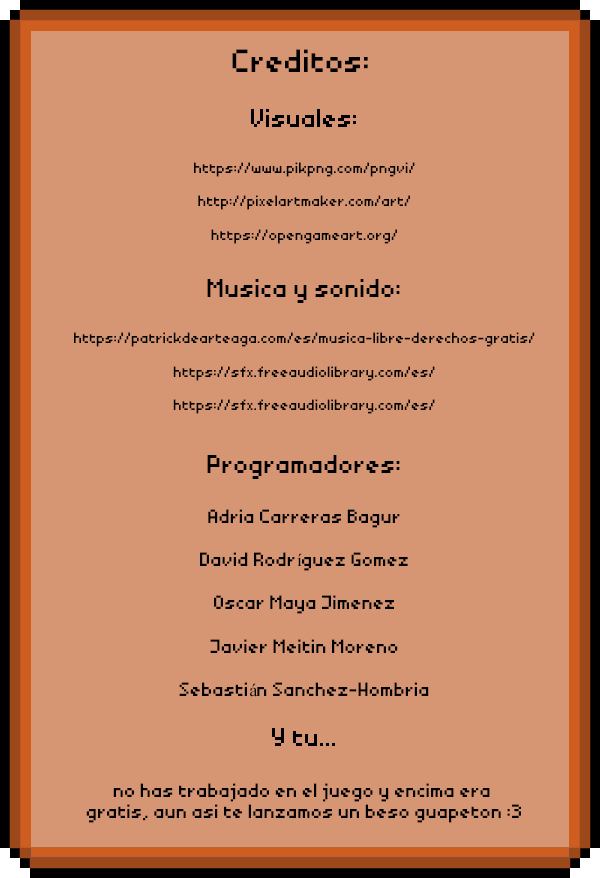 Creditos:
Visuales:
https://www.pikpng.com/pngvi/
http://pixelartmaker.com/art/
https://opengameart.org/
Musica y sonido:
https://patrickdearteaga.com/es/musica-libre-derechos-gratis/
https://sfx.freeaudiolibrary.com/es/
https://sfx.freeaudiolibrary.com/es/
Programadores:
Adria Carreras Bagur
David Rodríguez Gomez
Oscar Maya Jimenez
Javier Meitin Moreno
Sebastián Sanchez-Hombria
Y tu...
no has trabajado en el juego y encima era
gratis, aun asi te lanzamos un beso guapeton :3